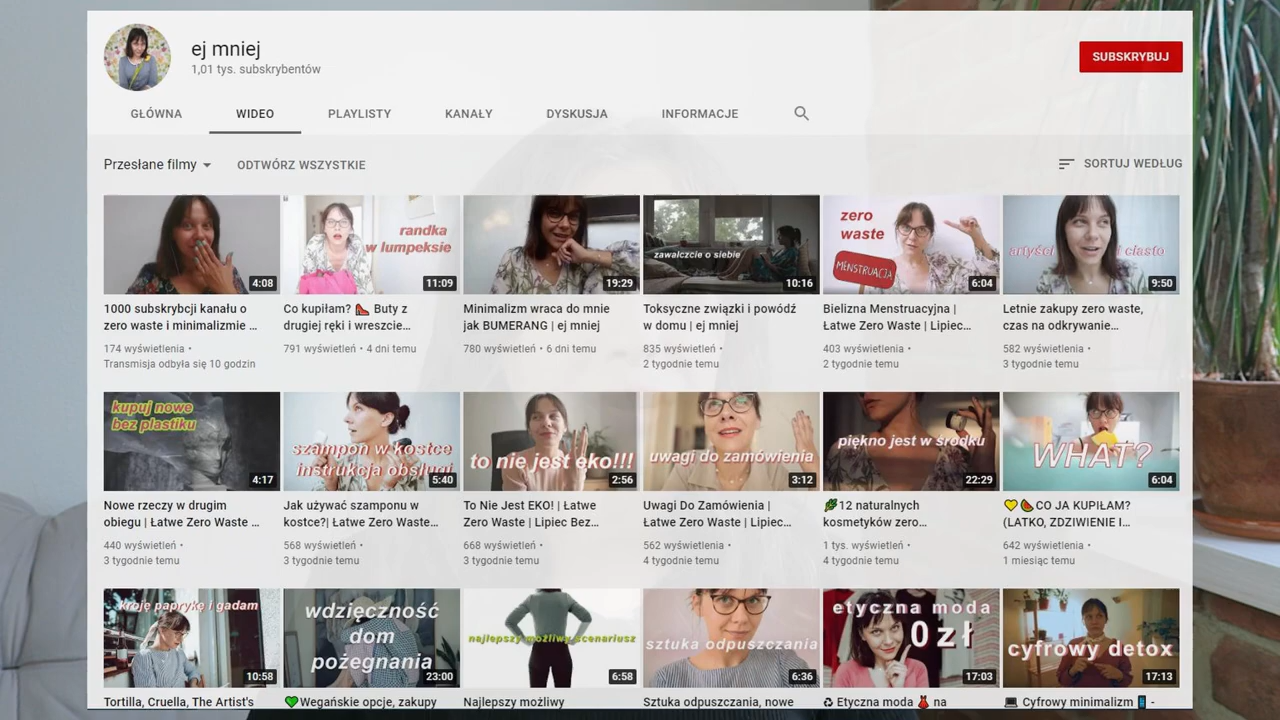 ej mniej
1,01 tys. subskrybentów
SUBSKRYBUJ
GŁÓWNA
WIDEO
PLAYLISTY
KANAŁY
DYSKUSJA
INFORMACJE
Przesłane filmy
ODTWÓRZ WSZYSTKIE
SORTUJ WEDŁUG
4:08
randka
w lumpeksie
11:09
19:29
zawalczcie o siebie
10:16
zero
waste
MENSTRUACJA
6:04
artyści i ciasto
9:50
1000 subskrybcji kanału o
zero waste i minimalizmie ...
174 wyświetlenia •
Transmisja odbyła się 10 godzin
Co kupiłam? 👠 Buty z
drugiej ręki i wreszcie...
791 wyświetleń • 4 dni temu
Minimalizm wraca do mnie
jak BUMERANG | ej mniej
780 wyświetleń • 6 dni temu
Toksyczne związki i powódź
w domu | ej mniej
835 wyświetleń •
2 tygodnie temu
Bielizna Menstruacyjna |
Łatwe Zero Waste | Lipiec...
403 wyświetlenia •
2 tygodnie temu
Letnie zakupy zero waste,
czas na odkrywanie...
582 wyświetlenia •
3 tygodnie temu
kupuj nowe
bez plastiku
4:17
szampon w kostce
instrukcja obsługi
5:40
to nie jest eko!!!
2:56
uwagi do zamówienia
3:12
piękno jest w środku
22:29
WHAT?
6:04
Nowe rzeczy w drugim
obiegu | Łatwe Zero Waste ...
440 wyświetleń •
3 tygodnie temu
Jak używać szamponu w
kostce?| Łatwe Zero Waste...
568 wyświetleń •
3 tygodnie temu
To Nie Jest EKO! | Łatwe
Zero Waste | Lipiec Bez...
668 wyświetleń •
3 tygodnie temu
Uwagi Do Zamówienia |
Łatwe Zero Waste | Lipiec...
562 wyświetlenia •
4 tygodnie temu
🌿12 naturalnych
kosmetyków zero...
1 tys. wyświetleń •
4 tygodnie temu
💛🍉CO JA KUPIŁAM?
(LATKO, ZDZIWIENIE I...
642 wyświetlenia •
1 miesiąc temu
kroję paprykę i gadam
10:58
wdzięczność
dom
pożegnania
23:00
najlepszy możliwy scenariusz
6:58
sztuka odpuszczania
6:36
etyczna moda
0 zł
17:03
cyfrowy detox
17:13
Tortilla, Cruella, The Artist's
💚Wegańskie opcje, zakupy
Najlepszy możliwy
Sztuka odpuszczania, nowe
♻ Etyczna moda 👗 na
💻 Cyfrowy minimalizm 📱 -